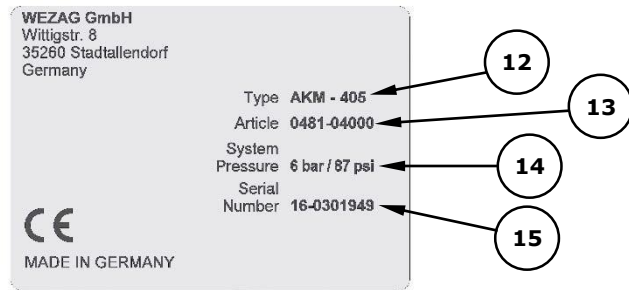 WEZAG GmbH
Wittigstr. 8
35260 Stadtallendorf
Germany
Type AKM - 405
Article 0481-04000
System
Pressure 6 bar / 87 psi
Serial
Number 16-0301949
CE
MADE IN GERMANY
12
13
14
15